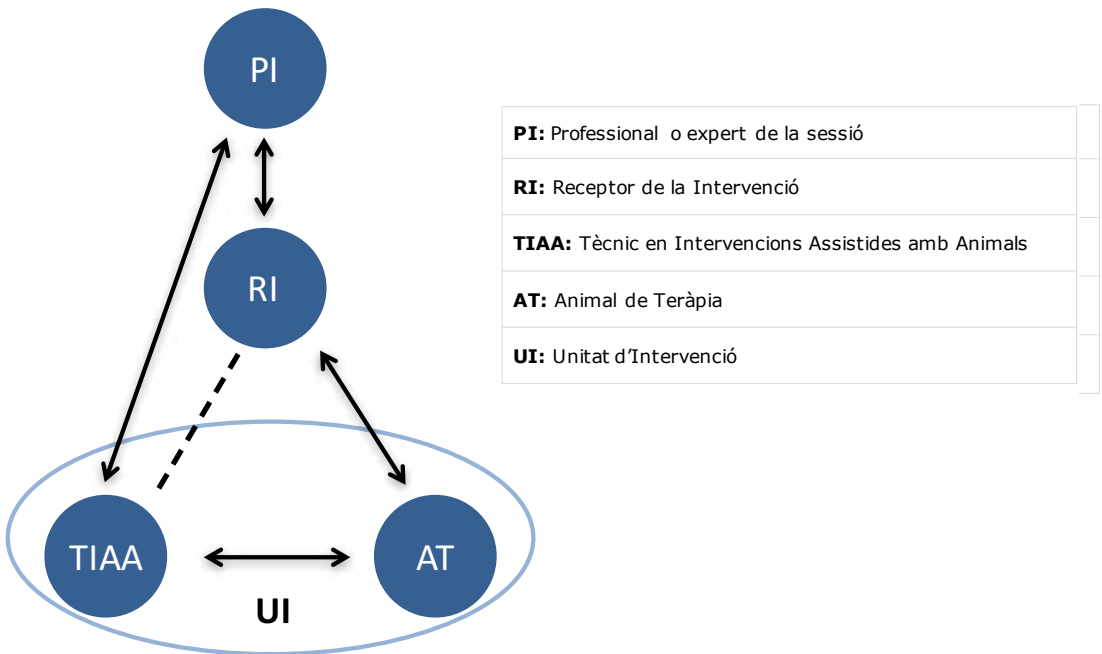 PI
RI
TIAA
AT
UI
PI: Professional o expert de la sessió
RI: Receptor de la Intervenció
TIAA: Tècnic en Intervencions Assistides amb Animals
AT: Animal de Teràpia
UI: Unitat d’Intervenció